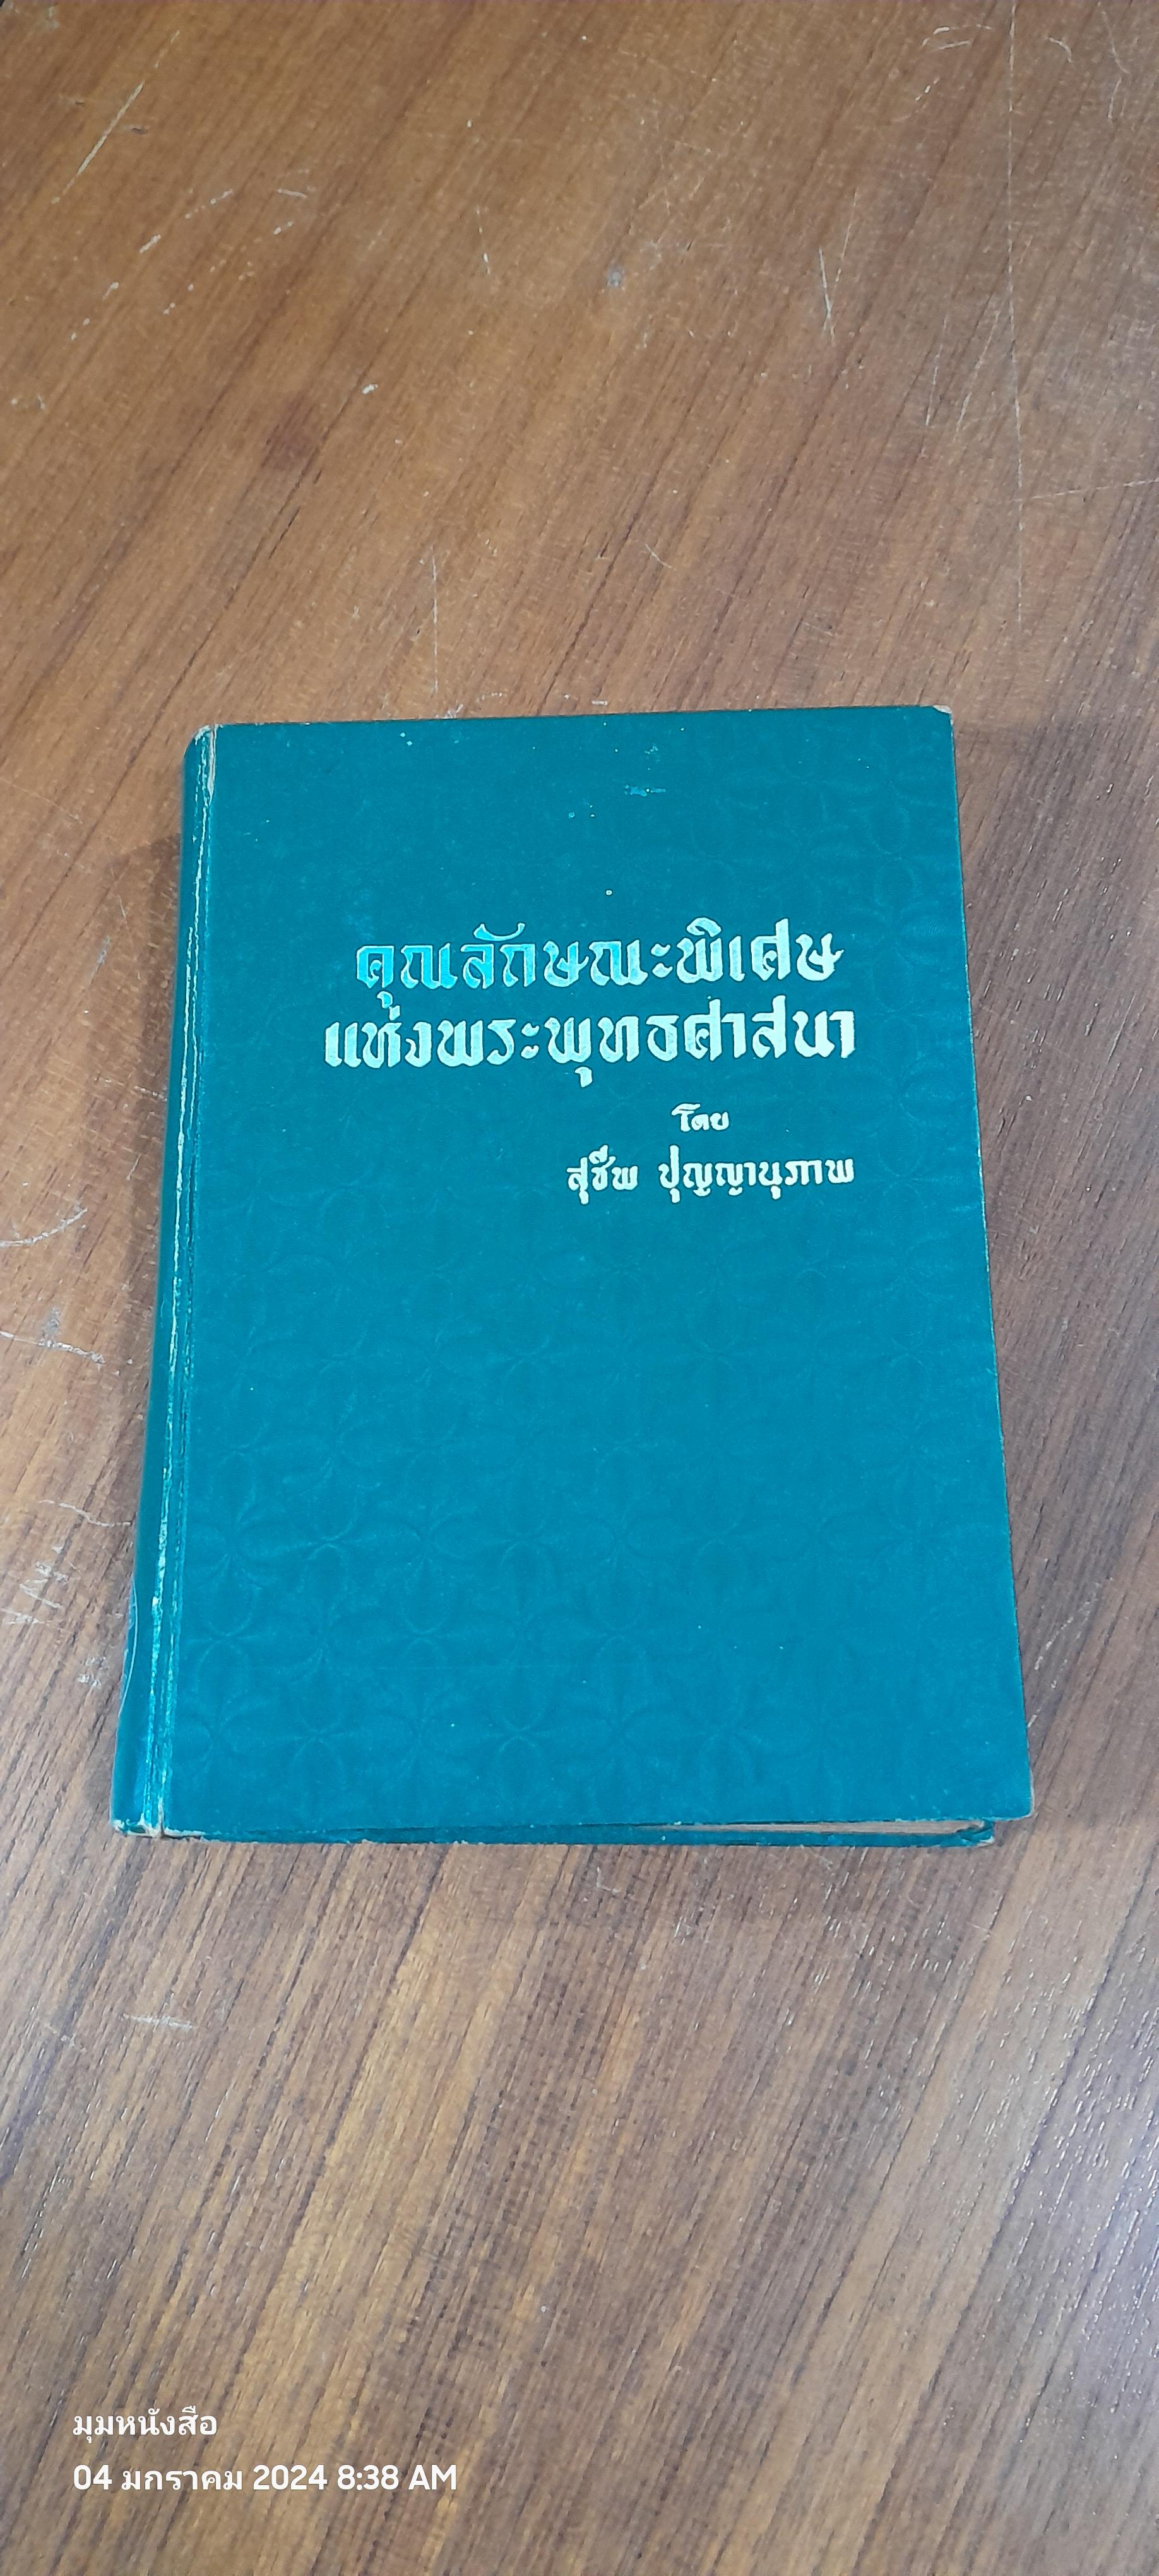 คุณลักษณะพิเศษ
แห่งพระพุทธศาสนา
โดย
สุชีพ ปุญญานุภาพ
มุมหนังสือ
04 มกราคม 2024 8:38 AM